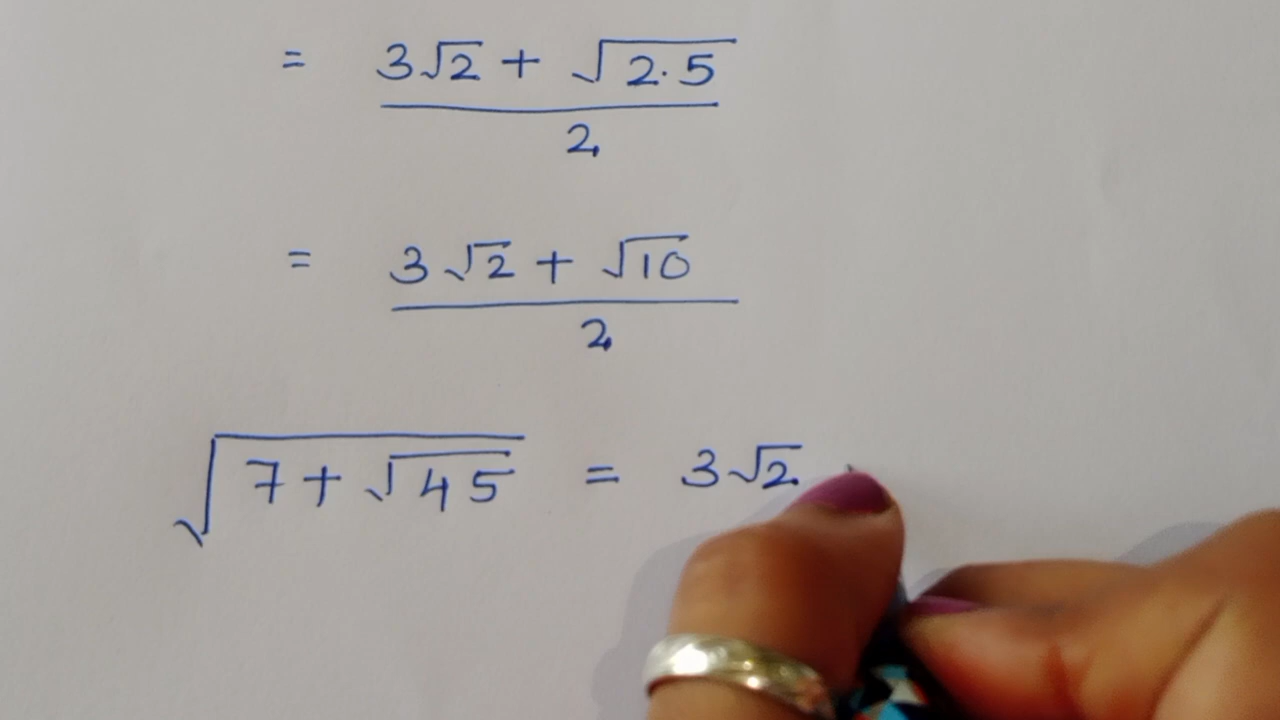 = (3√2 + √(2·5)) / 2
= (3√2 + √10) / 2
√(7 + √45) = 3√2